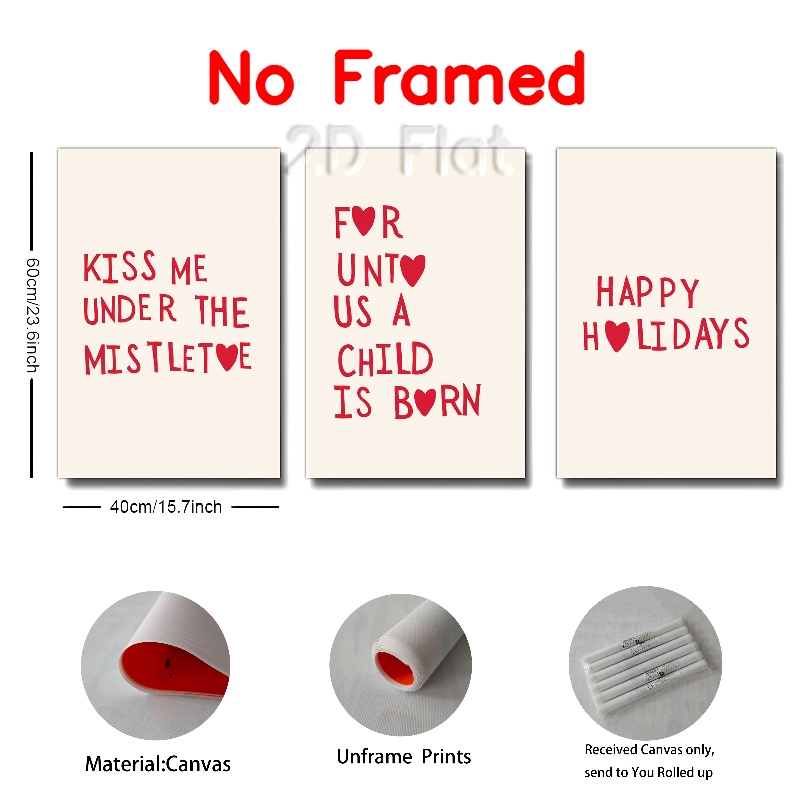 No Framed
2D Flat
60cm/23.6inch
KISS ME
UNDER THE
MISTLET♥E
F♥R
UNT♥
US A
CHILD
IS B♥RN
HAPPY
H♥LIDAYS
40cm/15.7inch
Material:Canvas
Unframe Prints
Received Canvas only,
send to You Rolled up